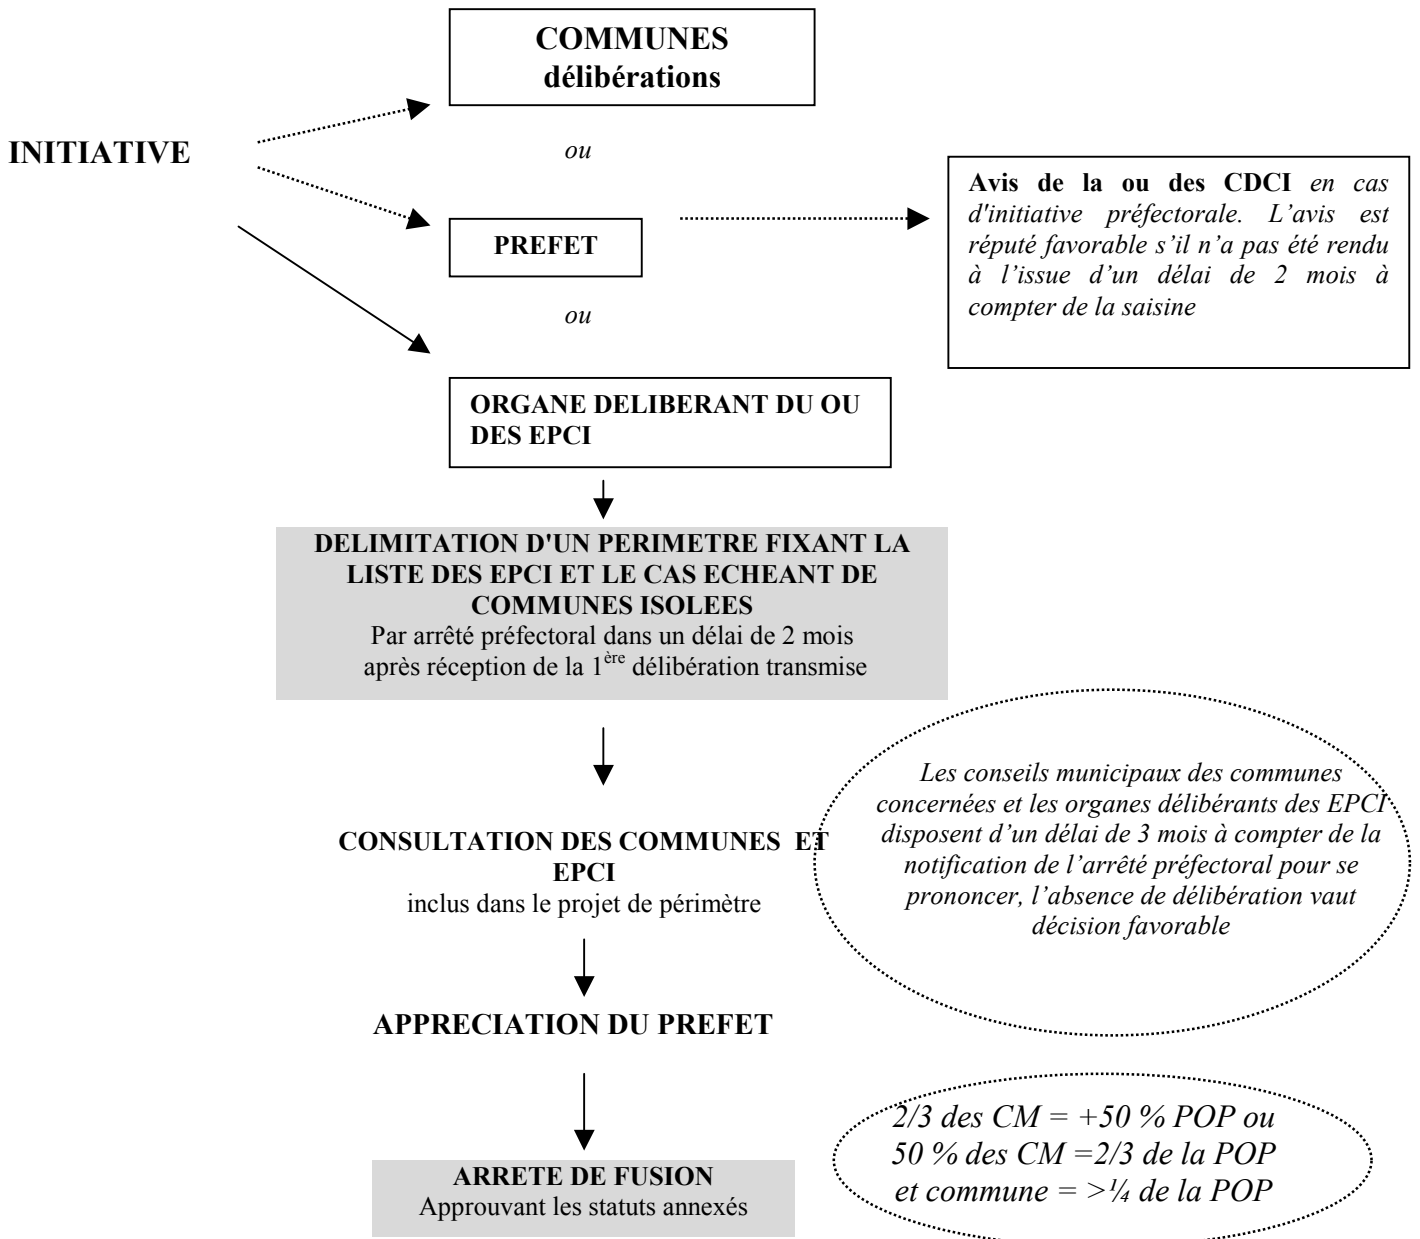 COMMUNES
délibérations
INITIATIVE
ou
PREFET
Avis de la ou des CDCI en cas
d'initiative préfectorale. L'avis est
réputé favorable s'il n'a pas été rendu
à l'issue d'un délai de 2 mois à
compter de la saisine
ou
ORGANE DELIBERANT DU OU
DES EPCI
DELIMITATION D'UN PERIMETRE FIXANT LA
LISTE DES EPCI ET LE CAS ECHEANT DE
COMMUNES ISOLEES
Par arrêté préfectoral dans un délai de 2 mois
après réception de la 1ère délibération transmise
CONSULTATION DES COMMUNES ET
EPCI
inclus dans le projet de périmètre
Les conseils municipaux des communes
concernées et les organes délibérants des EPCI
disposent d'un délai de 3 mois à compter de la
notification de l'arrêté préfectoral pour se
prononcer, l'absence de délibération vaut
décision favorable
APPRECIATION DU PREFET
2/3 des CM = +50 % POP ou
50 % des CM =2/3 de la POP
et commune = >¼ de la POP
ARRETE DE FUSION
Approuvant les statuts annexés